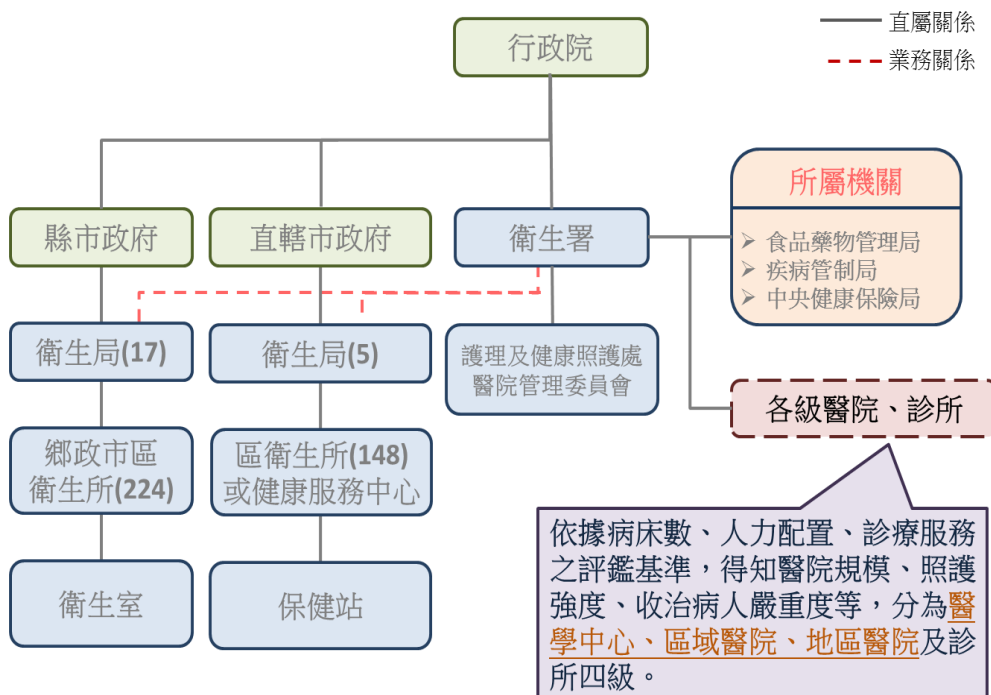 直屬關係
業務關係
行政院
縣市政府
直轄市政府
衛生署
所屬機關
食品藥物管理局
疾病管制局
中央健康保險局
衛生局(17)
衛生局(5)
護理及健康照護處
醫院管理委員會
各級醫院、診所
鄉政市區
衛生所(224)
區衛生所(148)
或健康服務中心
衛生室
保健站
依據病床數、人力配置、診療服務
之評鑑基準，得知醫院規模、照護
強度、收治病人嚴重度等，分為醫
學中心、區域醫院、地區醫院及診
所四級。